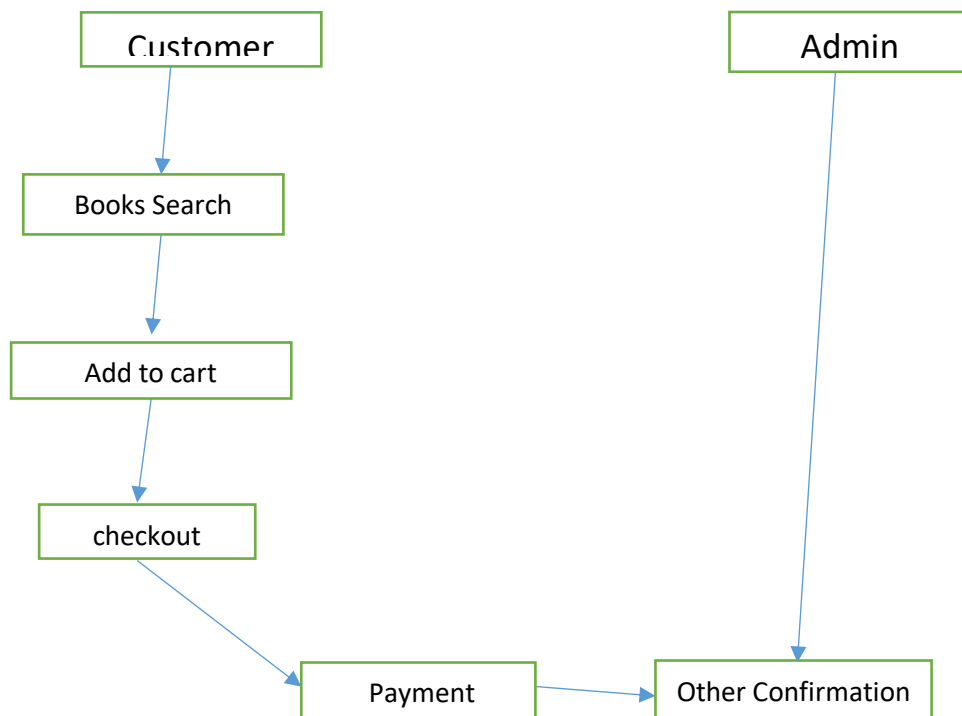 Customer
Admin
Books Search
Add to cart
checkout
Payment
Other Confirmation